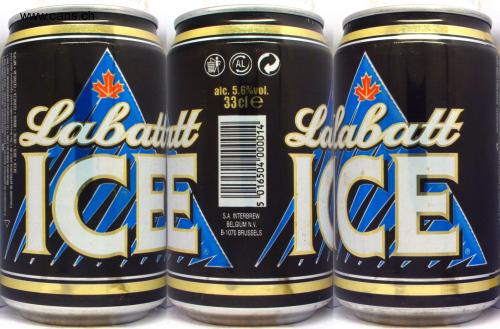 www.cans.ch
Labatt
ICE
AL
alc. 5.6%vol.
33cl e
5 016504 000014
S.A. INTERBREW
BELGIUM N.V.
B-1070 BRUSSELS
Labatt
ICE